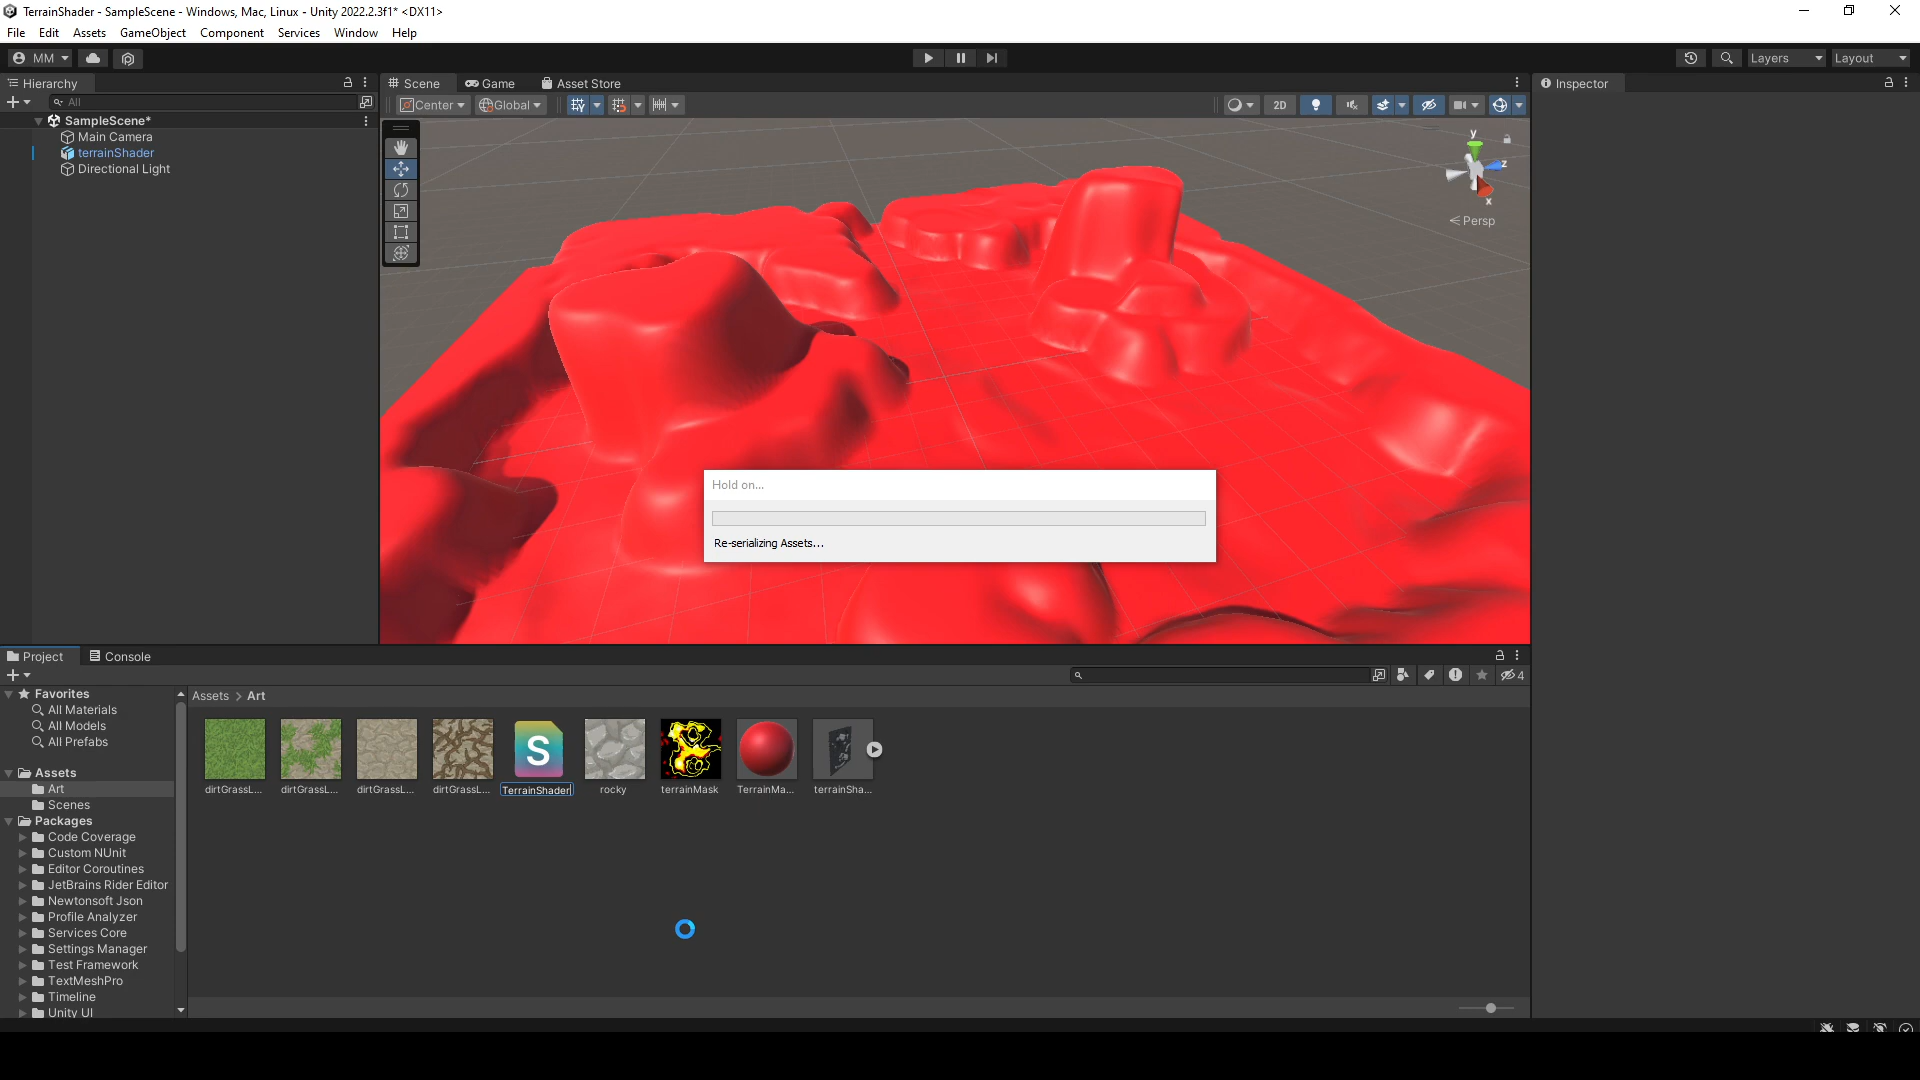 TerrainShader - SampleScene - Windows, Mac, Linux - Unity 2022.2.3f1* <DX11>
File Edit Assets GameObject Component Services Window Help
MM Layers Layout
Hierarchy
All
SampleScene*
Main Camera
terrainShader
Directional Light
Scene Game Asset Store
Center Global 2D
y
z
x
Persp
Inspector
Hold on...
Re-serializing Assets...
Project Console
4
Favorites
All Materials
All Models
All Prefabs
Assets
Art
Scenes
Packages
Code Coverage
Custom NUnit
Editor Coroutines
JetBrains Rider Editor
Newtonsoft Json
Profile Analyzer
Services Core
Settings Manager
Test Framework
TextMeshPro
Timeline
Unity UI
Assets > Art
S
dirtGrassL... dirtGrassL... dirtGrassL... dirtGrassL... TerrainShader rocky terrainMask TerrainMa... terrainSha...